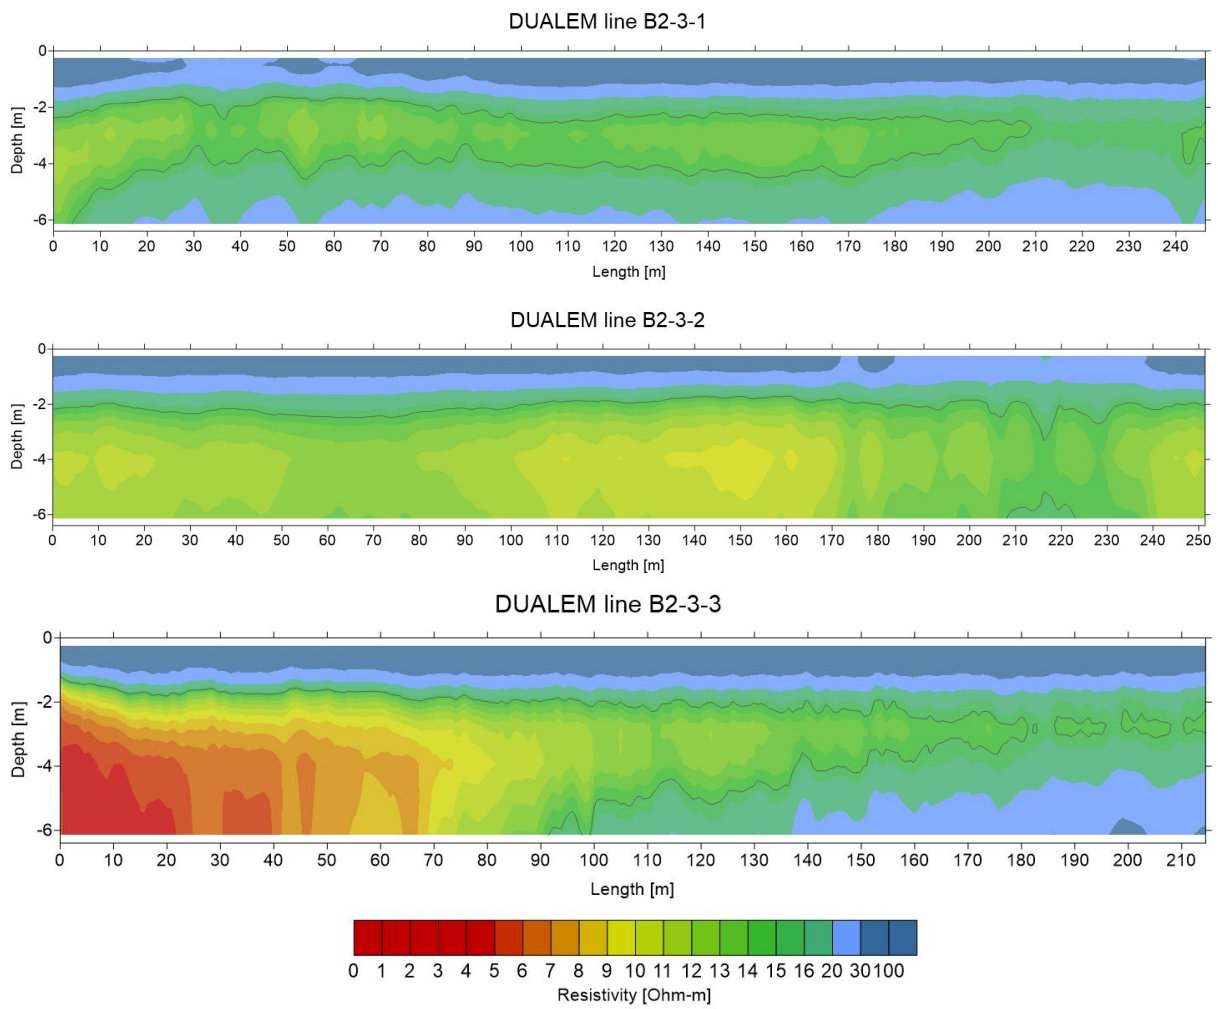 DUALEM line B2-3-1
0
-2
-4
-6
Depth [m]
0 10 20 30 40 50 60 70 80 90 100 110 120 130 140 150 160 170 180 190 200 210 220 230 240
Length [m]
DUALEM line B2-3-2
0
-2
-4
-6
Depth [m]
0 10 20 30 40 50 60 70 80 90 100 110 120 130 140 150 160 170 180 190 200 210 220 230 240 250
Length [m]
DUALEM line B2-3-3
0
-2
-4
-6
Depth [m]
0 10 20 30 40 50 60 70 80 90 100 110 120 130 140 150 160 170 180 190 200 210
Length [m]
0 1 2 3 4 5 6 7 8 9 10 11 12 13 14 15 16 20 30 100
Resistivity [Ohm-m]